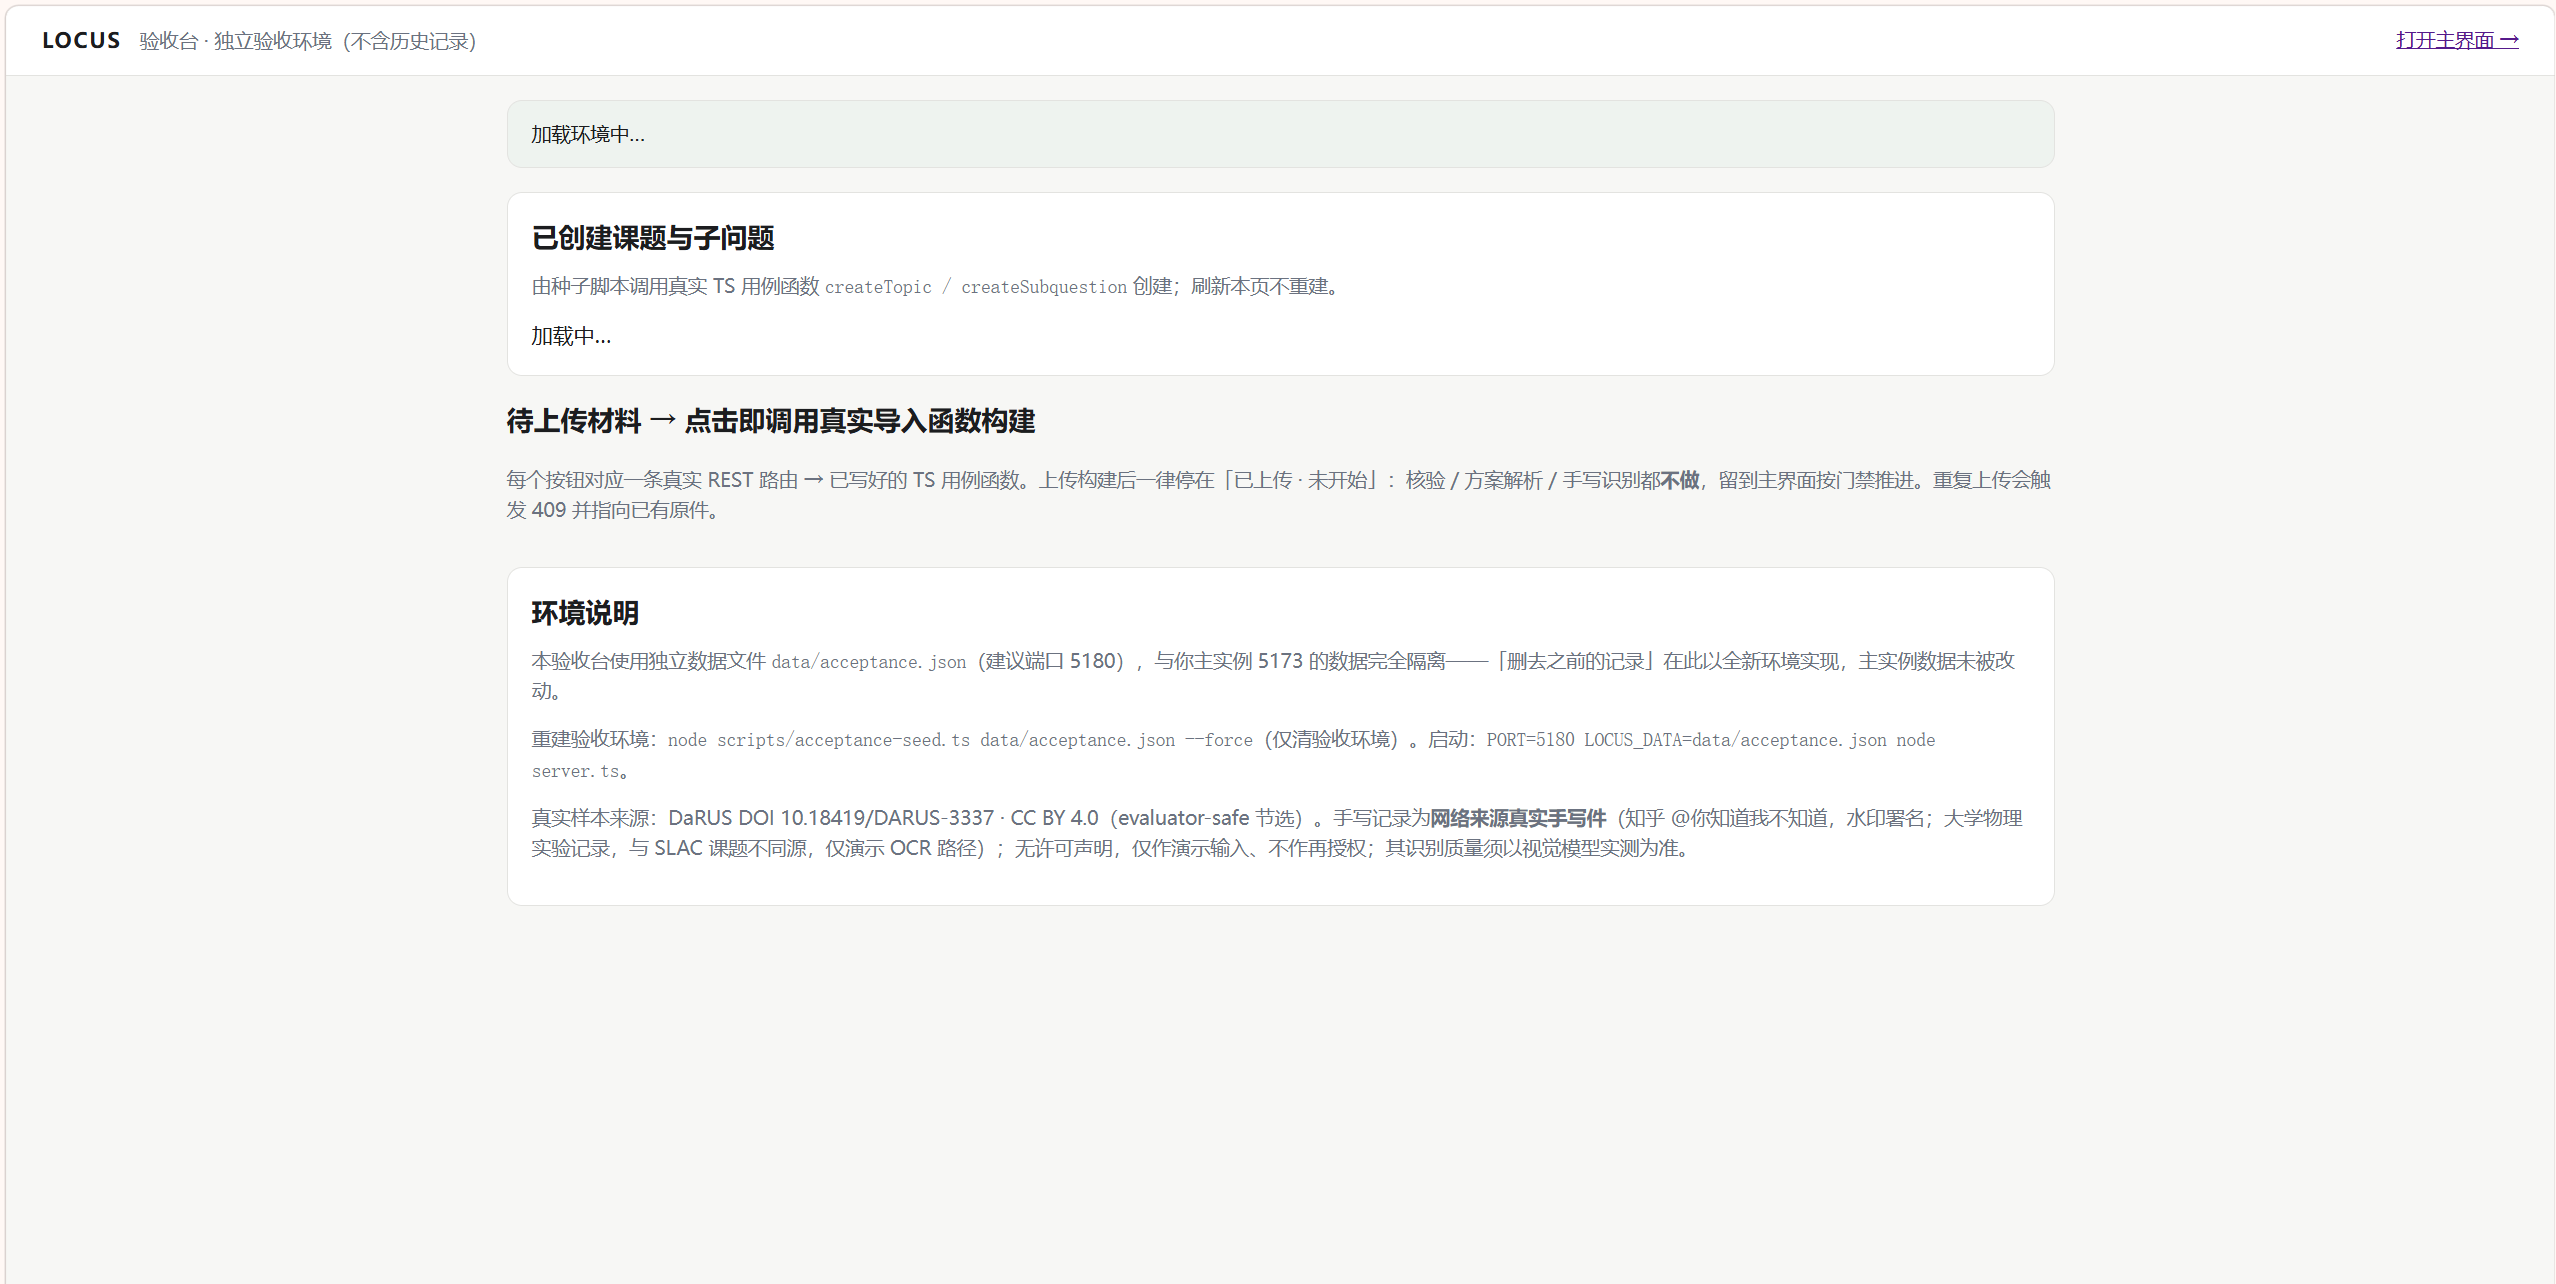 LOCUS 验收台 · 独立验收环境（不含历史记录）
打开主界面 →
加载环境中...
已创建课题与子问题
由种子脚本调用真实 TS 用例函数 createTopic / createSubquestion 创建；刷新本页不重建。
加载中...
待上传材料 → 点击即调用真实导入函数构建
每个按钮对应一条真实 REST 路由 → 已写好的 TS 用例函数。上传构建后一律停在「已上传 · 未开始」：核验 / 方案解析 / 手写识别都不做，留到主界面按门禁推进。重复上传会触
发 409 并指向已有原件。
环境说明
本验收台使用独立数据文件 data/acceptance.json（建议端口 5180），与你主实例 5173 的数据完全隔离——「删去之前的记录」在此以全新环境实现，主实例数据未被改
动。
重建验收环境：node scripts/acceptance-seed.ts data/acceptance.json --force（仅清验收环境）。启动：PORT=5180 LOCUS_DATA=data/acceptance.json node
server.ts。
真实样本来源：DaRUS DOI 10.18419/DARUS-3337 · CC BY 4.0（evaluator-safe 节选）。手写记录为网络来源真实手写件（知乎 @你知道我不知道，水印署名；大学物理
实验记录，与 SLAC 课题不同源，仅演示 OCR 路径）；无许可声明，仅作演示输入、不作再授权；其识别质量须以视觉模型实测为准。